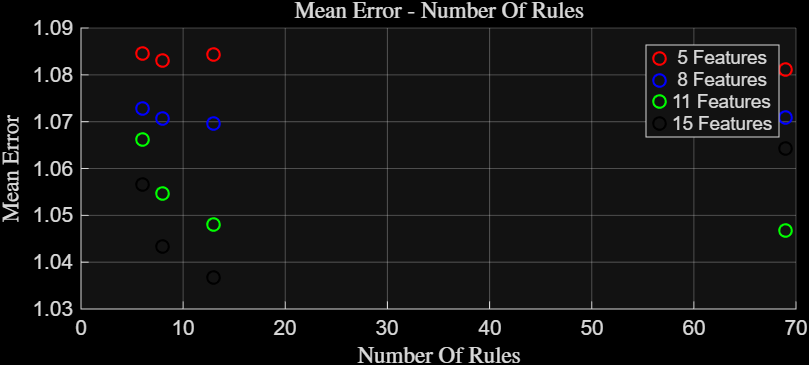 Mean Error - Number Of Rules
1.09
1.08
1.07
1.06
1.05
1.04
1.03
Mean Error
5 Features
8 Features
11 Features
15 Features
0 10 20 30 40 50 60 70
Number Of Rules